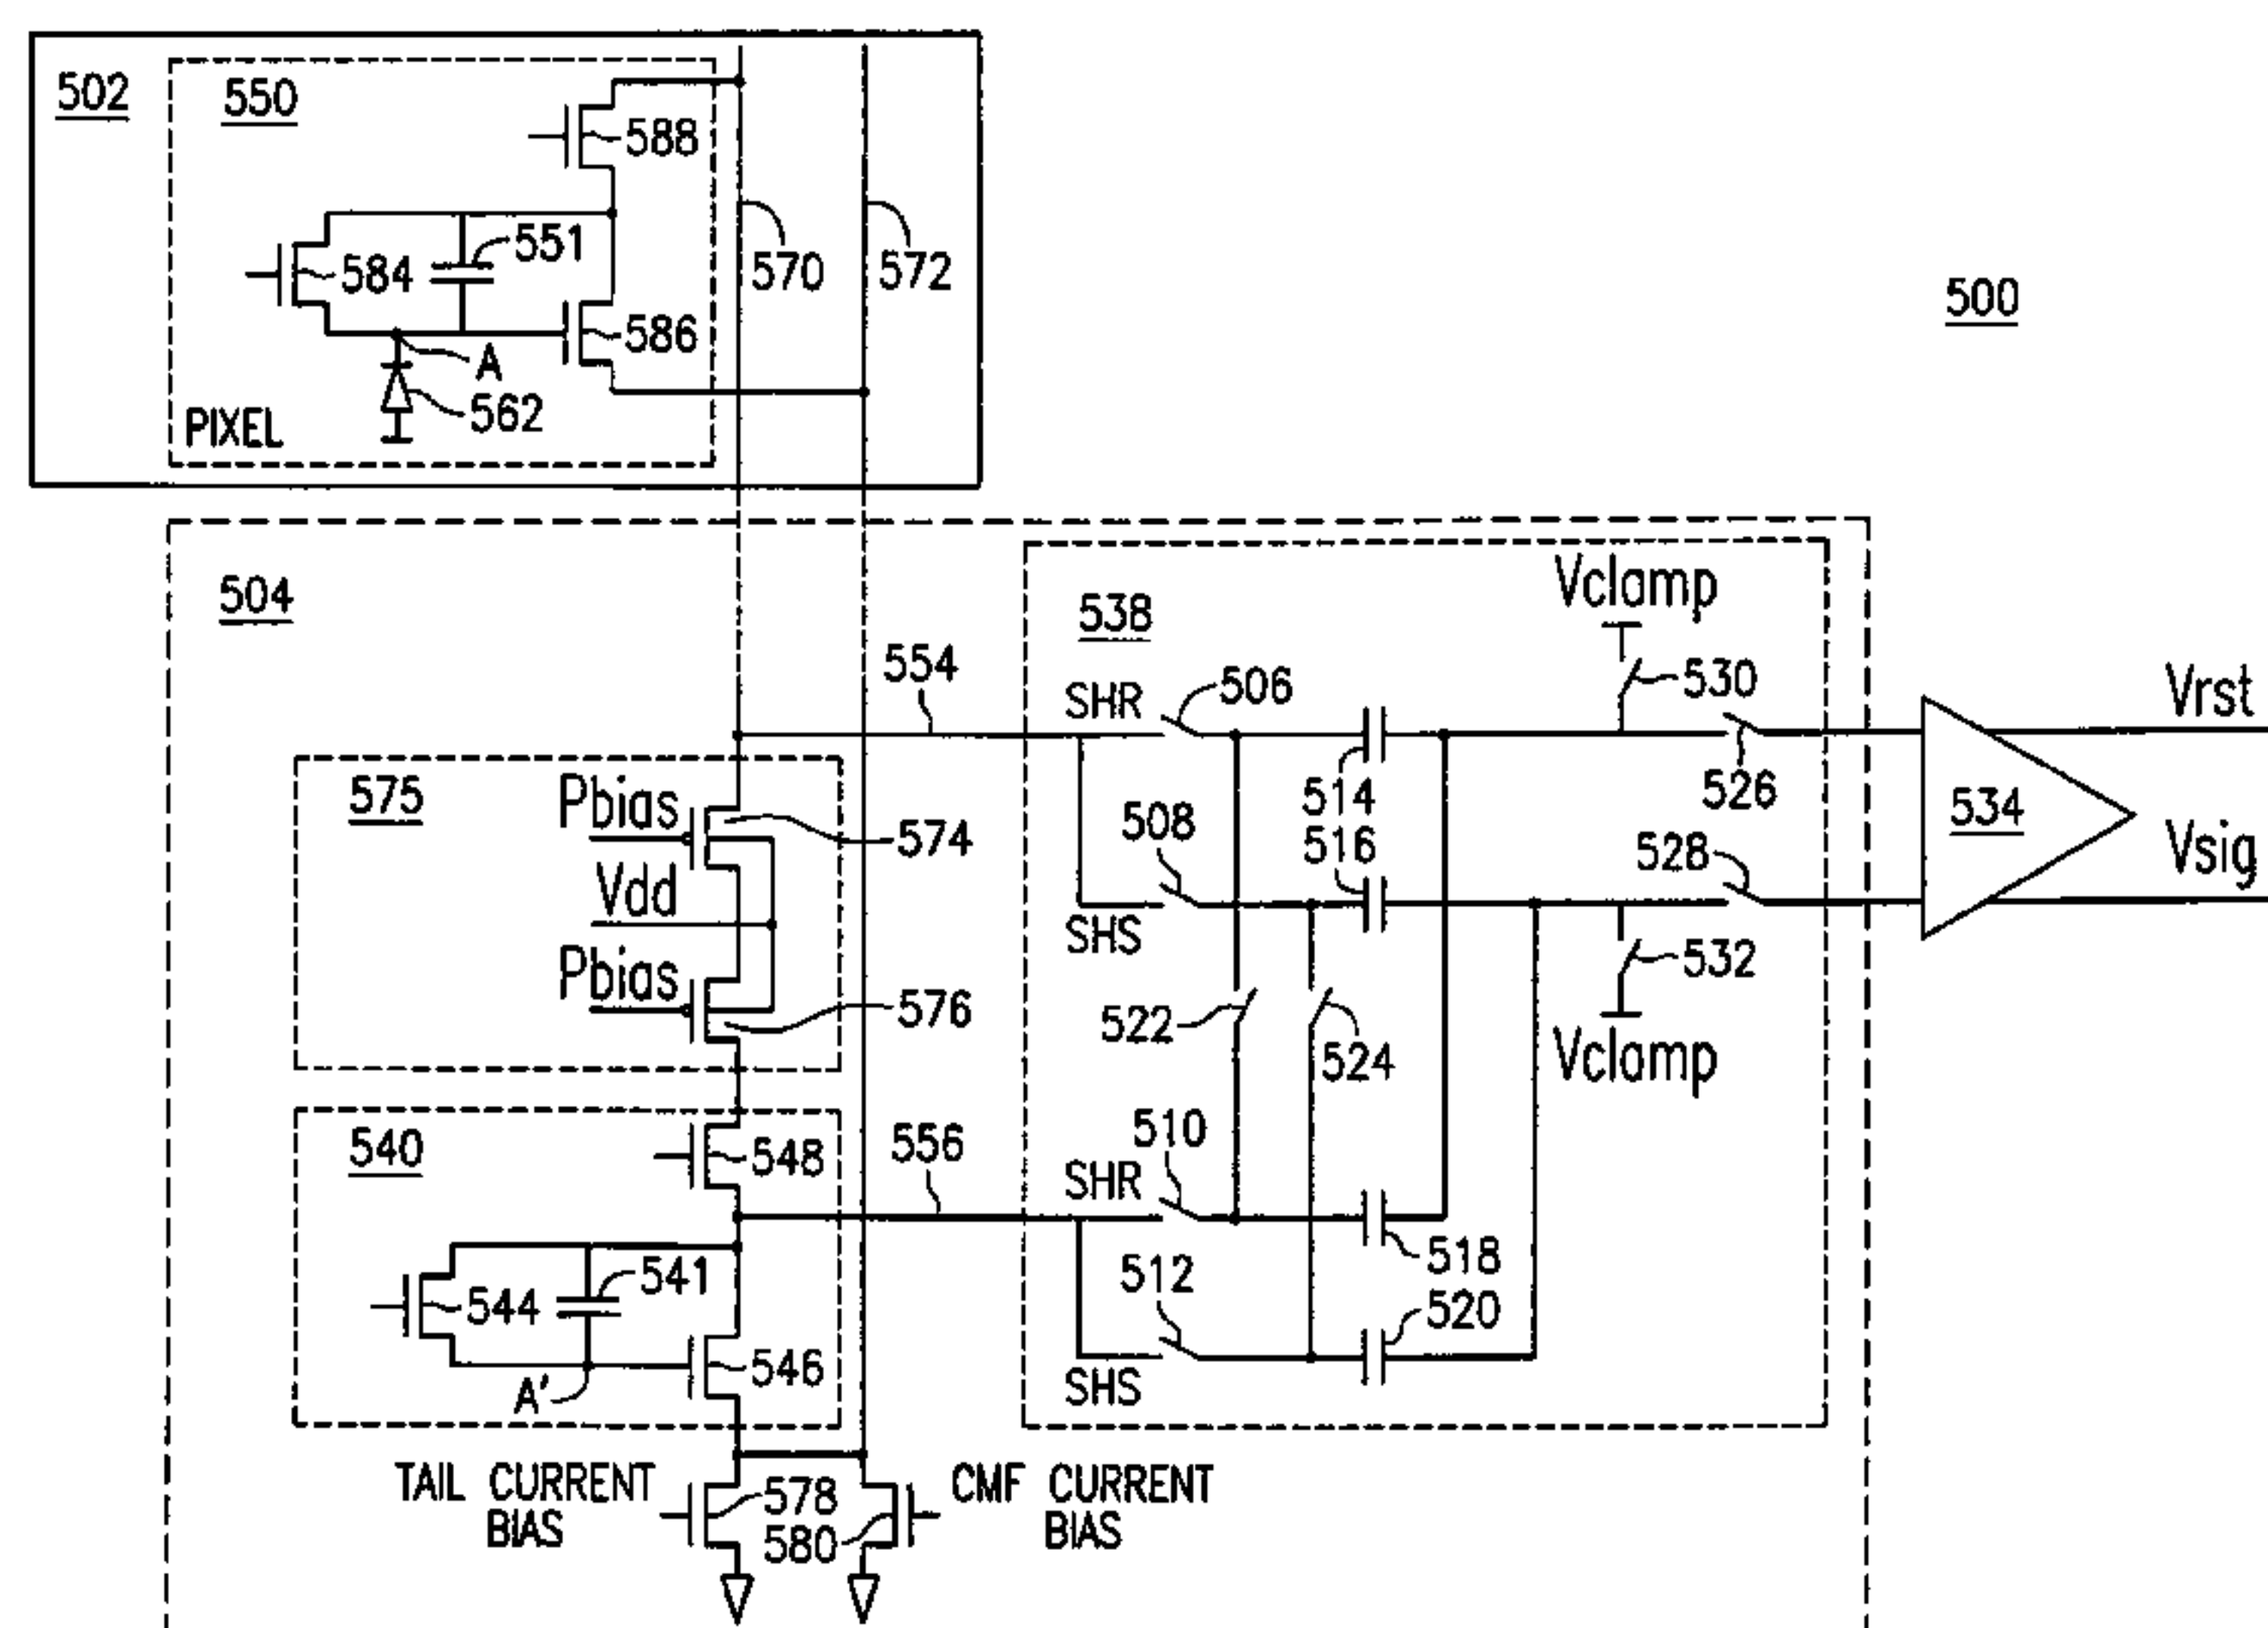 502
550
588
551
584
570
572
586
A
562
PIXEL
500
504
538
Vclamp
554
SHR
506
530
Vrst
575
Pbias
574
514
526
534
508
516
Vdd
528
Vsig
SHS
Pbias
576
532
522
524
Vclamp
510
540
548
556
SHR
518
541
512
544
520
546
A'
SHS
TAIL CURRENT
BIAS
578
580
CMF CURRENT
BIAS